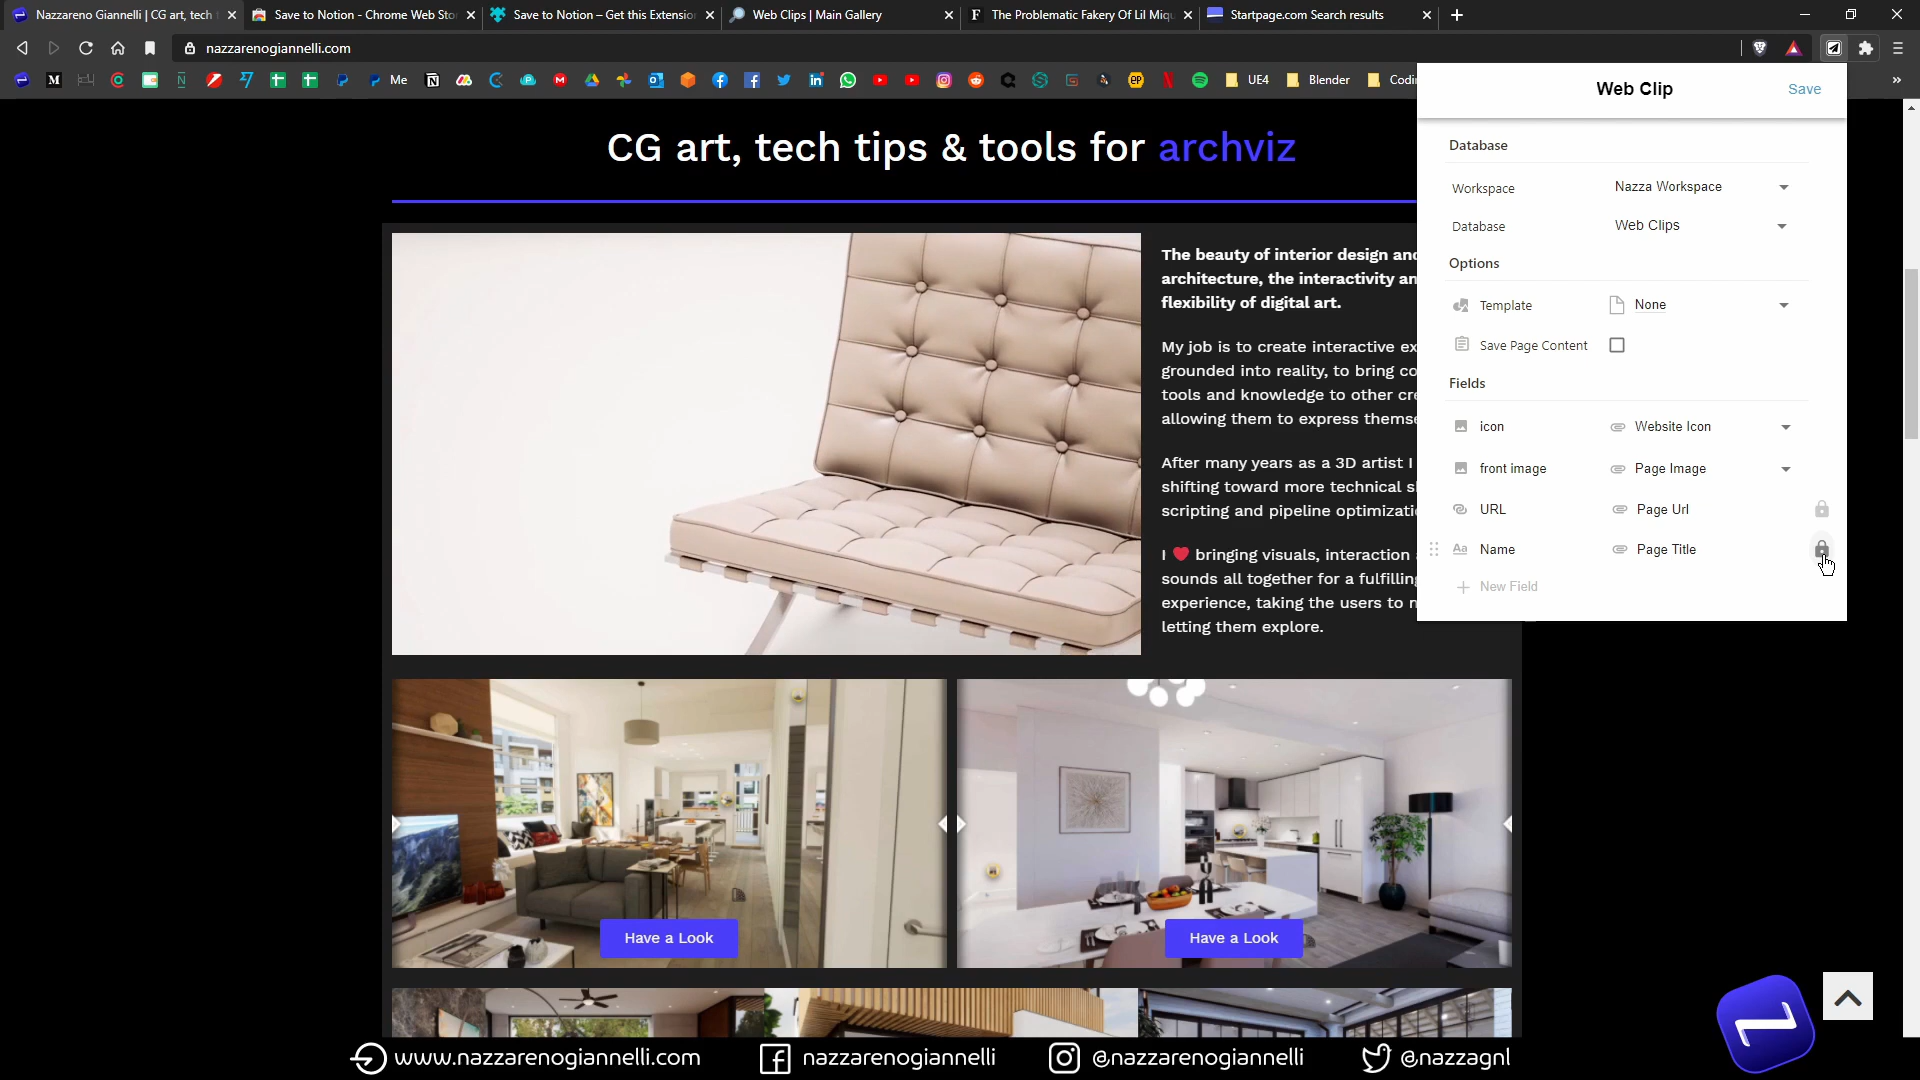 Nazzareno Giannelli | CG art, tech
Save to Notion - Chrome Web Sto
Save to Notion – Get this Extensio
Web Clips | Main Gallery
The Problematic Fakery Of Lil Miqu
Startpage.com Search results
nazzarenogiannelli.com
Me
UE4
Blender
Codi
CG art, tech tips & tools for archviz
The beauty of interior design and
architecture, the interactivity an
flexibility of digital art.
My job is to create interactive ex
grounded into reality, to bring co
tools and knowledge to other cre
allowing them to express themse
After many years as a 3D artist I
shifting toward more technical s
scripting and pipeline optimizati
I ❤ bringing visuals, interaction
sounds all together for a fulfilling
experience, taking the users to n
letting them explore.
Have a Look
Have a Look
Web Clip
Save
Database
Workspace
Nazza Workspace
Database
Web Clips
Options
Template
None
Save Page Content
Fields
icon
Website Icon
front image
Page Image
URL
Page Url
Aa Name
Page Title
+ New Field
www.nazzarenogiannelli.com
nazzarenogiannelli
@nazzarenogiannelli
@nazzagnl